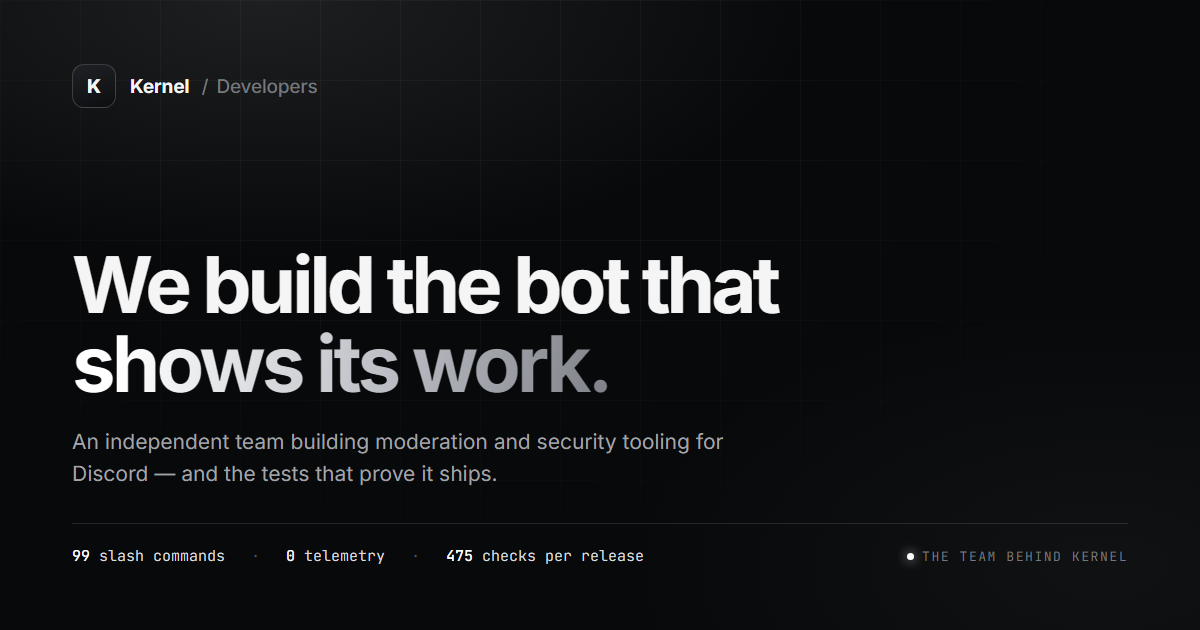 K Kernel / Developers
We build the bot that
shows its work.
An independent team building moderation and security tooling for
Discord — and the tests that prove it ships.
99 slash commands · 0 telemetry · 475 checks per release
THE TEAM BEHIND KERNEL